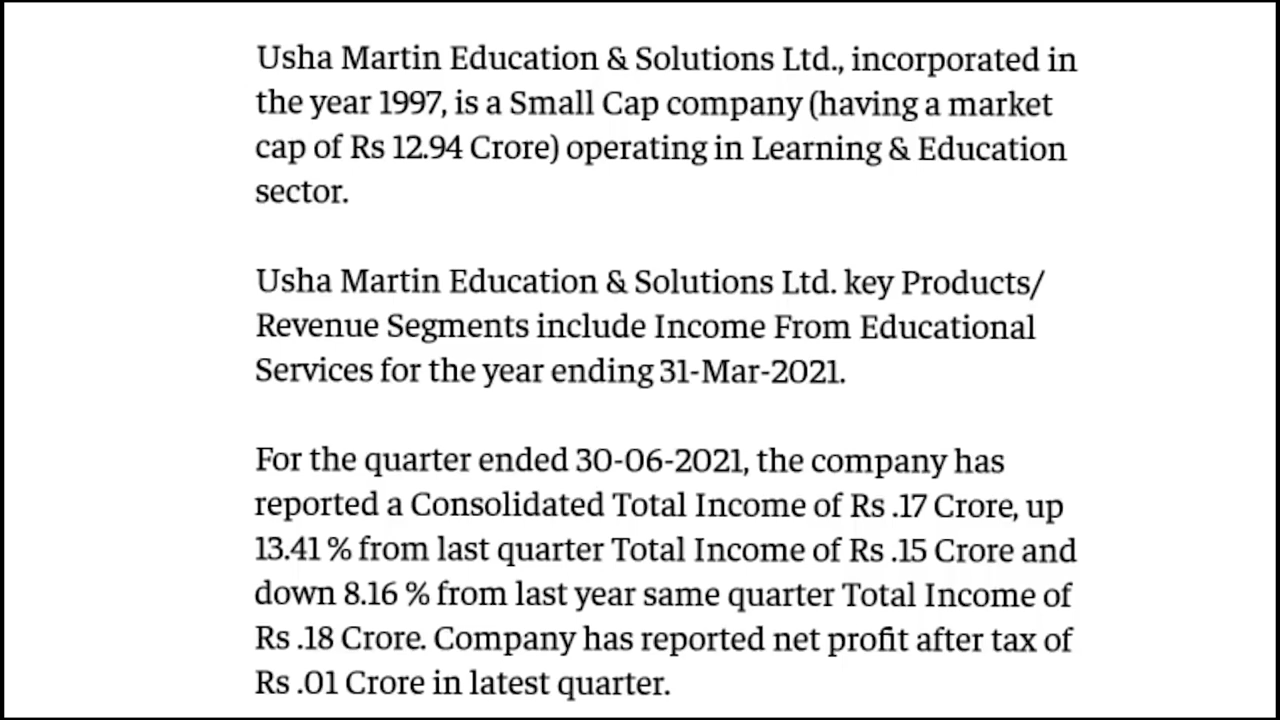 Usha Martin Education & Solutions Ltd., incorporated in
the year 1997, is a Small Cap company (having a market
cap of Rs 12.94 Crore) operating in Learning & Education
sector.
Usha Martin Education & Solutions Ltd. key Products/
Revenue Segments include Income From Educational
Services for the year ending 31-Mar-2021.
For the quarter ended 30-06-2021, the company has
reported a Consolidated Total Income of Rs .17 Crore, up
13.41 % from last quarter Total Income of Rs .15 Crore and
down 8.16 % from last year same quarter Total Income of
Rs .18 Crore. Company has reported net profit after tax of
Rs .01 Crore in latest quarter.